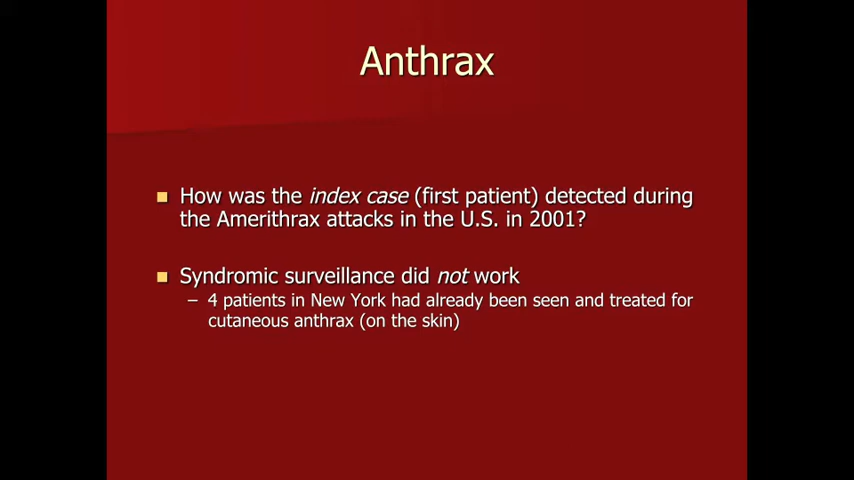 Anthrax
How was the index case (first patient) detected during
the Amerithrax attacks in the U.S. in 2001?
Syndromic surveillance did not work
– 4 patients in New York had already been seen and treated for
cutaneous anthrax (on the skin)